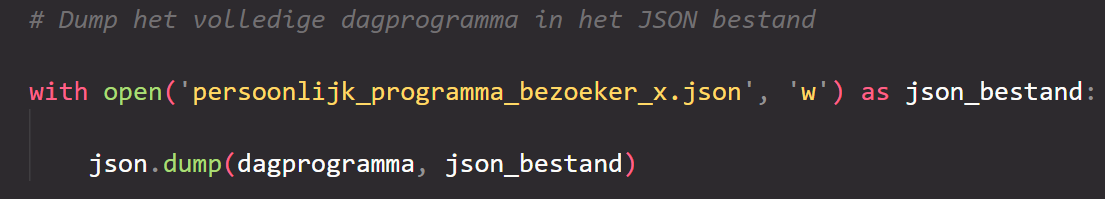 # Dump het volledige dagprogramma in het JSON bestand
with open('persoonlijk_programma_bezoeker_x.json', 'w') as json_bestand:
json.dump(dagprogramma, json_bestand)